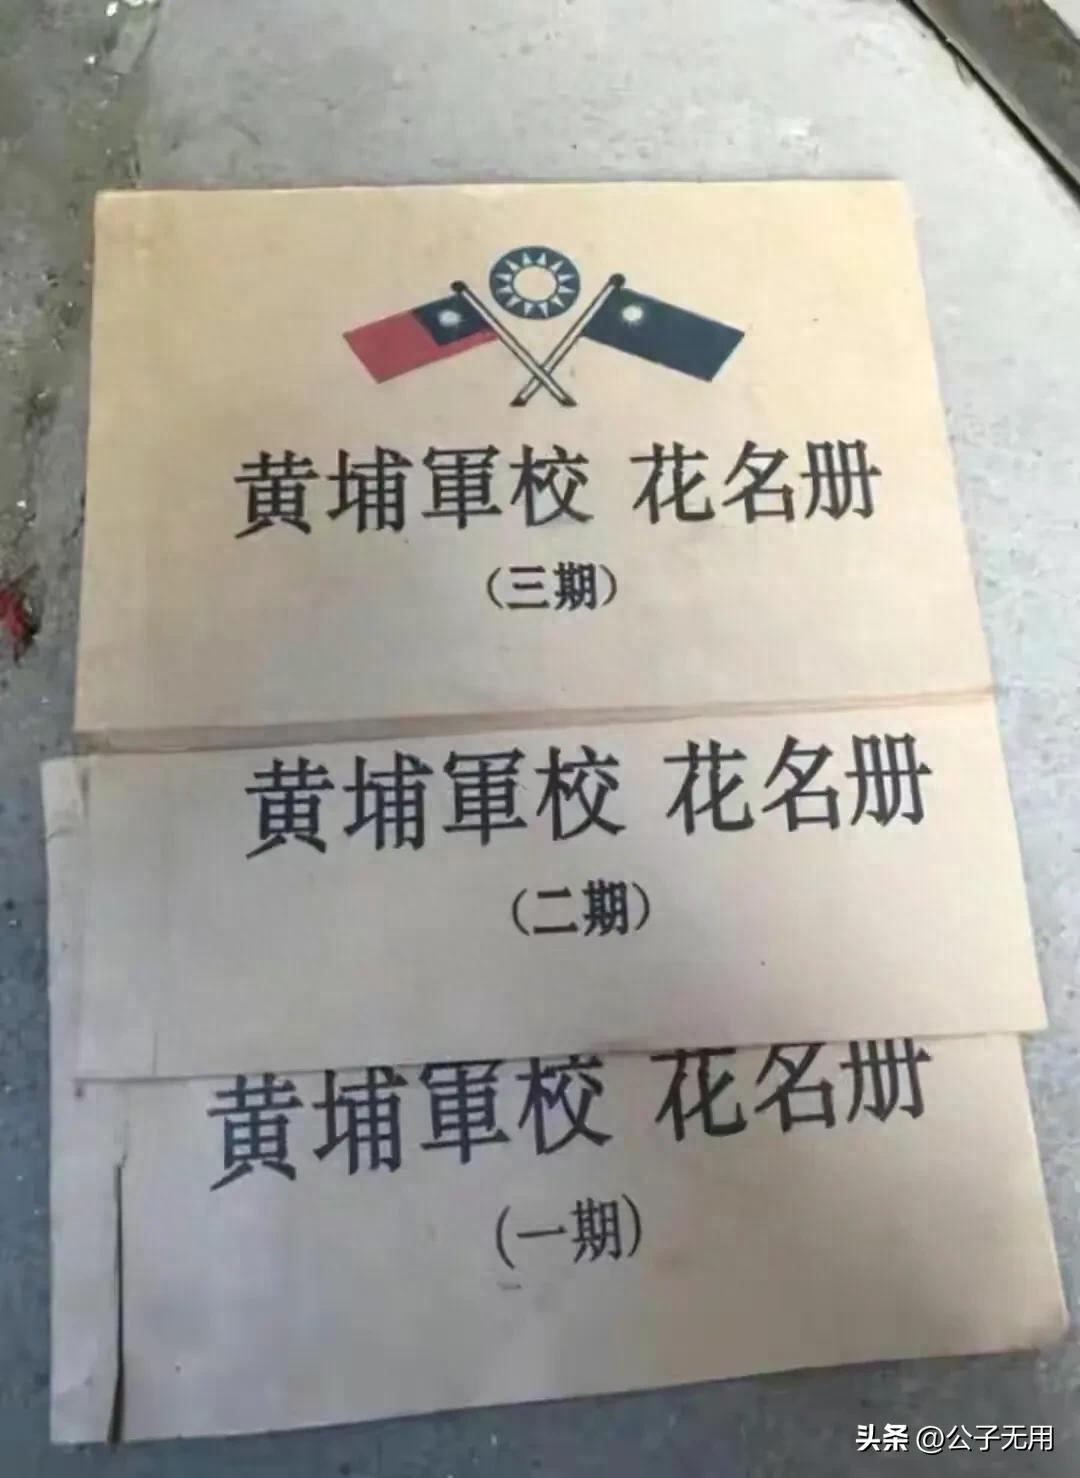 黄埔軍校 花名册
(三期)
黄埔軍校 花名册
(二期)
黄埔軍校 花名册
(一期)
头条 @公子无用